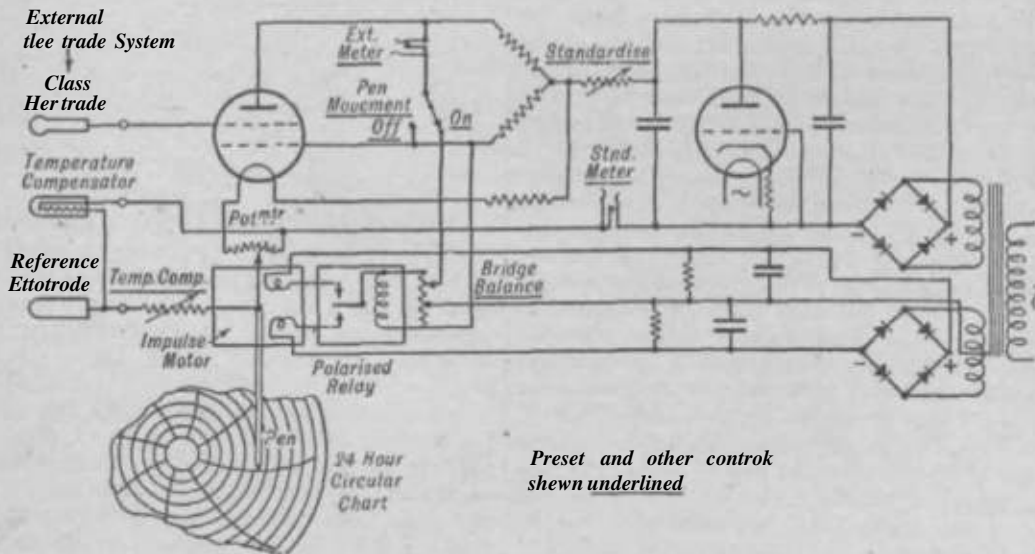 External
tlee trade System
Class
Her trade
Temperature
Compensator
Reference
Ettotrode
Temp. Comp.
Impulse
Motor
Potmtr
Polarised
Relay
Pen
24 Hour
Circular
Chart
Ext.
Meter
Pen
Movement
Off
On
Standardise
Stnd.
Meter
Bridge
Balance
~
-
+
-
+
Preset and other controk
shewn underlined